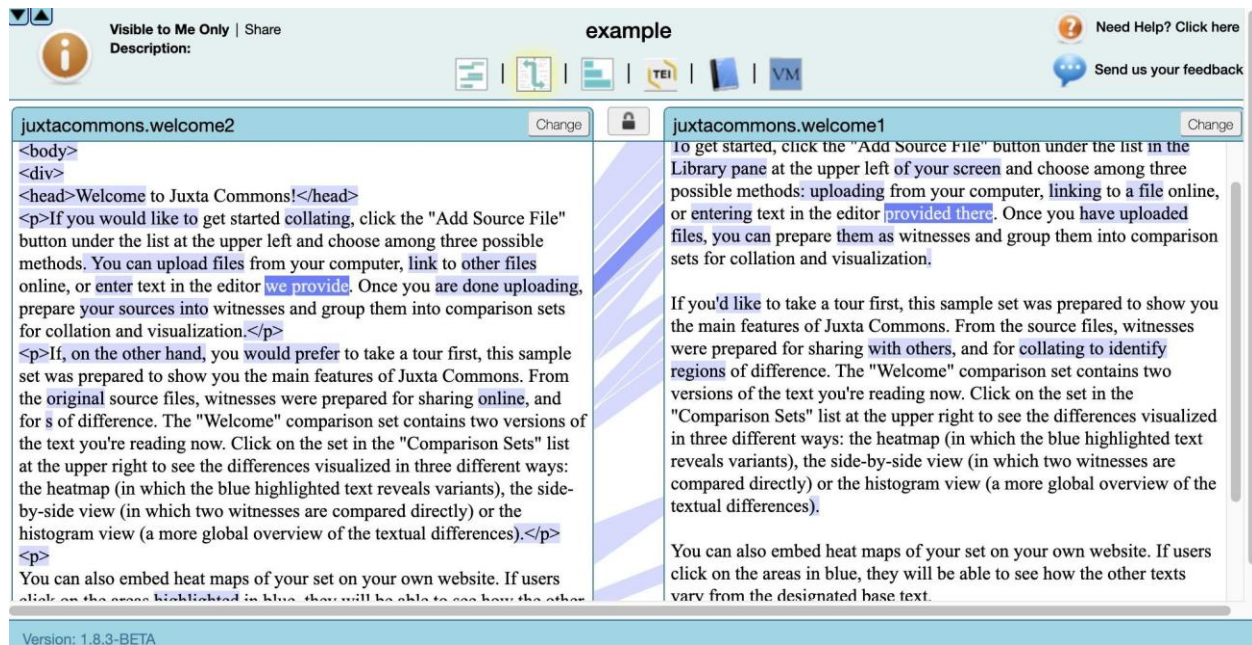 Visible to Me Only | Share
Description:
example
Need Help? Click here
Send us your feedback
TEI
VM
juxtacommons.welcome2
Change
<body>
<div>
<head>Welcome to Juxta Commons!</head>
<p>If you would like to get started collating, click the "Add Source File"
button under the list at the upper left and choose among three possible
methods. You can upload files from your computer, link to other files
online, or enter text in the editor we provide. Once you are done uploading,
prepare your sources into witnesses and group them into comparison sets
for collation and visualization.</p>
<p>If, on the other hand, you would prefer to take a tour first, this sample
set was prepared to show you the main features of Juxta Commons. From
the original source files, witnesses were prepared for sharing online, and
for s of difference. The "Welcome" comparison set contains two versions of
the text you're reading now. Click on the set in the "Comparison Sets" list
at the upper right to see the differences visualized in three different ways:
the heatmap (in which the blue highlighted text reveals variants), the side-
by-side view (in which two witnesses are compared directly) or the
histogram view (a more global overview of the textual differences).</p>
<p>
You can also embed heat maps of your set on your own website. If users
click on the areas highlighted in blue, they will be able to see how the other
juxtacommons.welcome1
Change
To get started, click the "Add Source File" button under the list in the
Library pane at the upper left of your screen and choose among three
possible methods: uploading from your computer, linking to a file online,
or entering text in the editor provided there. Once you have uploaded
files, you can prepare them as witnesses and group them into comparison
sets for collation and visualization.
If you'd like to take a tour first, this sample set was prepared to show you
the main features of Juxta Commons. From the source files, witnesses
were prepared for sharing with others, and for collating to identify
regions of difference. The "Welcome" comparison set contains two
versions of the text you're reading now. Click on the set in the
"Comparison Sets" list at the upper right to see the differences visualized
in three different ways: the heatmap (in which the blue highlighted text
reveals variants), the side-by-side view (in which two witnesses are
compared directly) or the histogram view (a more global overview of the
textual differences).
You can also embed heat maps of your set on your own website. If users
click on the areas in blue, they will be able to see how the other texts
vary from the designated base text.
Version: 1.8.3-BETA